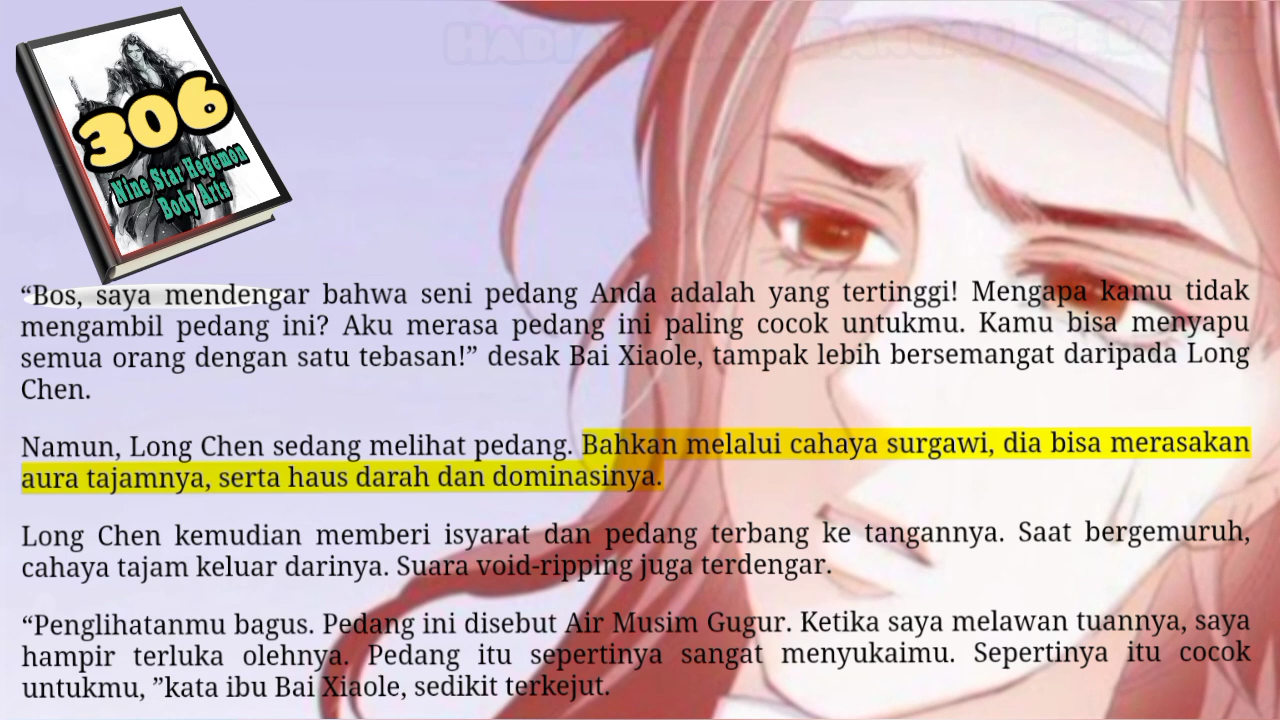 306
Nine Star Hegemon
Body Arts
“Bos, saya mendengar bahwa seni pedang Anda adalah yang tertinggi! Mengapa kamu tidak
mengambil pedang ini? Aku merasa pedang ini paling cocok untukmu. Kamu bisa menyapu
semua orang dengan satu tebasan!” desak Bai Xiaole, tampak lebih bersemangat daripada Long
Chen.
Namun, Long Chen sedang melihat pedang. Bahkan melalui cahaya surgawi, dia bisa merasakan
aura tajamnya, serta haus darah dan dominasinya.
Long Chen kemudian memberi isyarat dan pedang terbang ke tangannya. Saat bergemuruh,
cahaya tajam keluar darinya. Suara void-ripping juga terdengar.
“Penglihatanmu bagus. Pedang ini disebut Air Musim Gugur. Ketika saya melawan tuannya, saya
hampir terluka olehnya. Pedang itu sepertinya sangat menyukaimu. Sepertinya itu cocok
untukmu, ”kata ibu Bai Xiaole, sedikit terkejut.